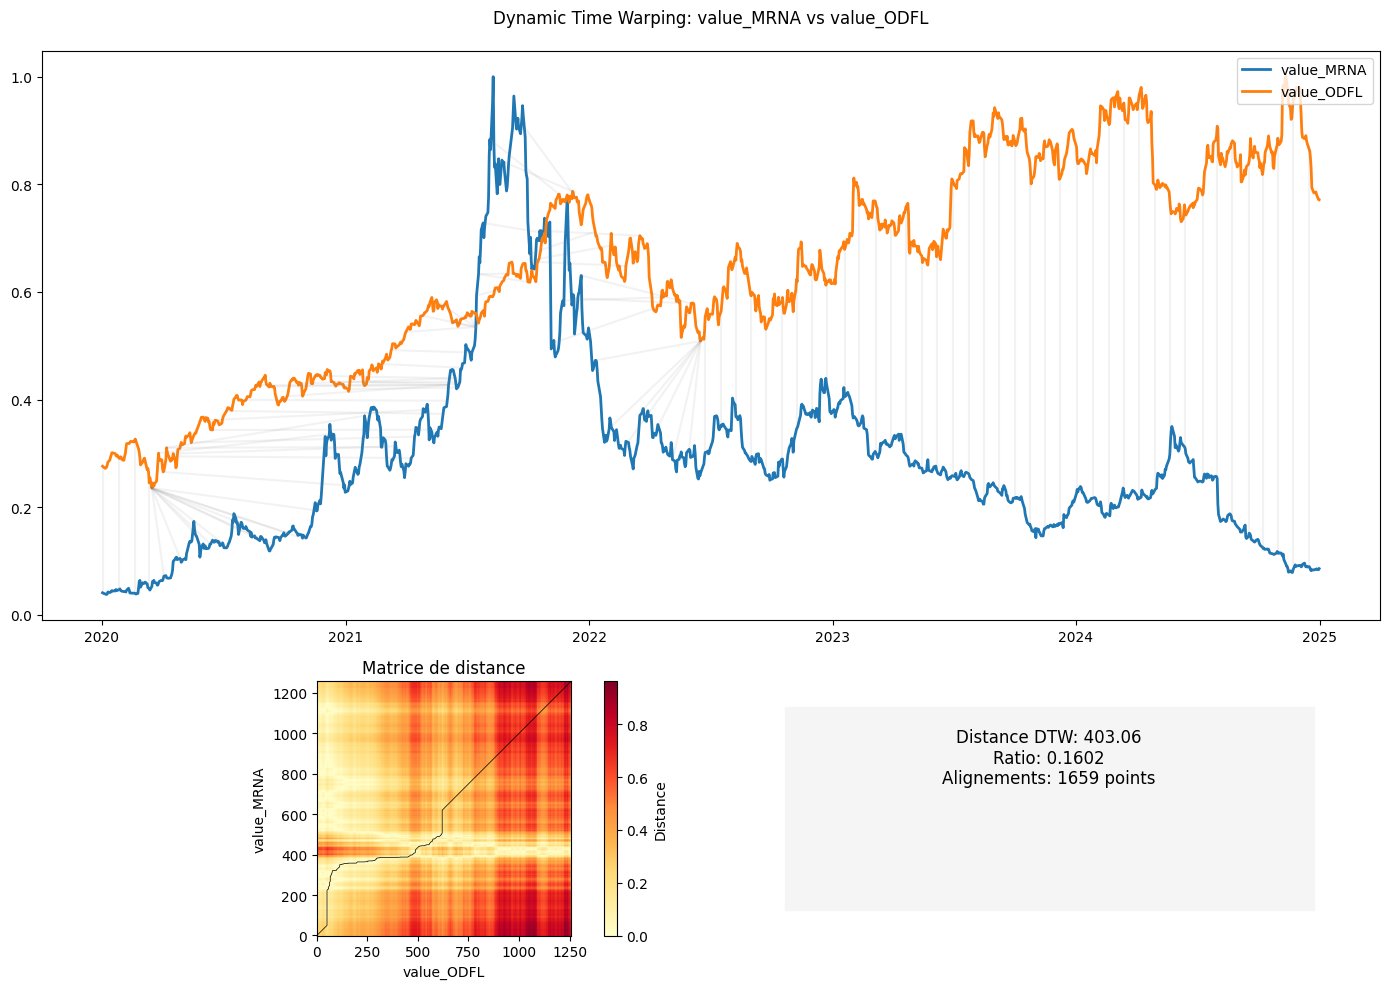 Dynamic Time Warping: value_MRNA vs value_ODFL
value_MRNA
value_ODFL
1.0
0.8
0.6
0.4
0.2
0.0
2020 2021 2022 2023 2024 2025
Matrice de distance
value_MRNA
1200
1000
800
600
400
200
0
0 250 500 750 1000 1250
value_ODFL
0.8
0.6
0.4
0.2
0.0
Distance
Distance DTW: 403.06
Ratio: 0.1602
Alignements: 1659 points